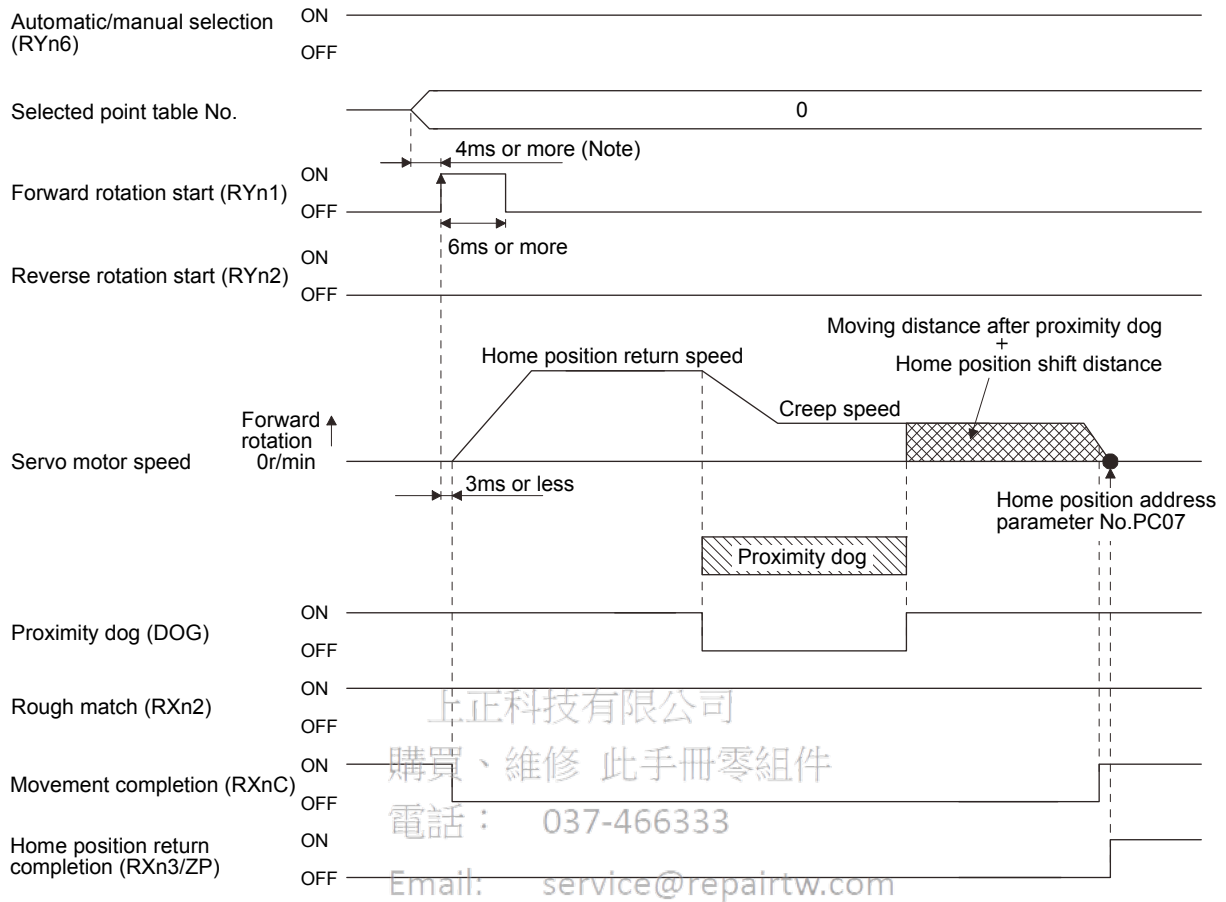 Automatic/manual selection
(RYn6)
ON
OFF
Selected point table No.
0
4ms or more (Note)
Forward rotation start (RYn1)
ON
OFF
6ms or more
Reverse rotation start (RYn2)
ON
OFF
Moving distance after proximity dog
+
Home position shift distance
Home position return speed
Creep speed
Forward
rotation
0r/min
Servo motor speed
3ms or less
Home position address
parameter No.PC07
Proximity dog
Proximity dog (DOG)
ON
OFF
Rough match (RXn2)
ON
OFF
上正科技有限公司
購買、維修 此手冊零組件
Movement completion (RXnC)
ON
OFF
電話： 037-466333
Home position return
completion (RXn3/ZP)
ON
OFF
Email: service@repairtw.com